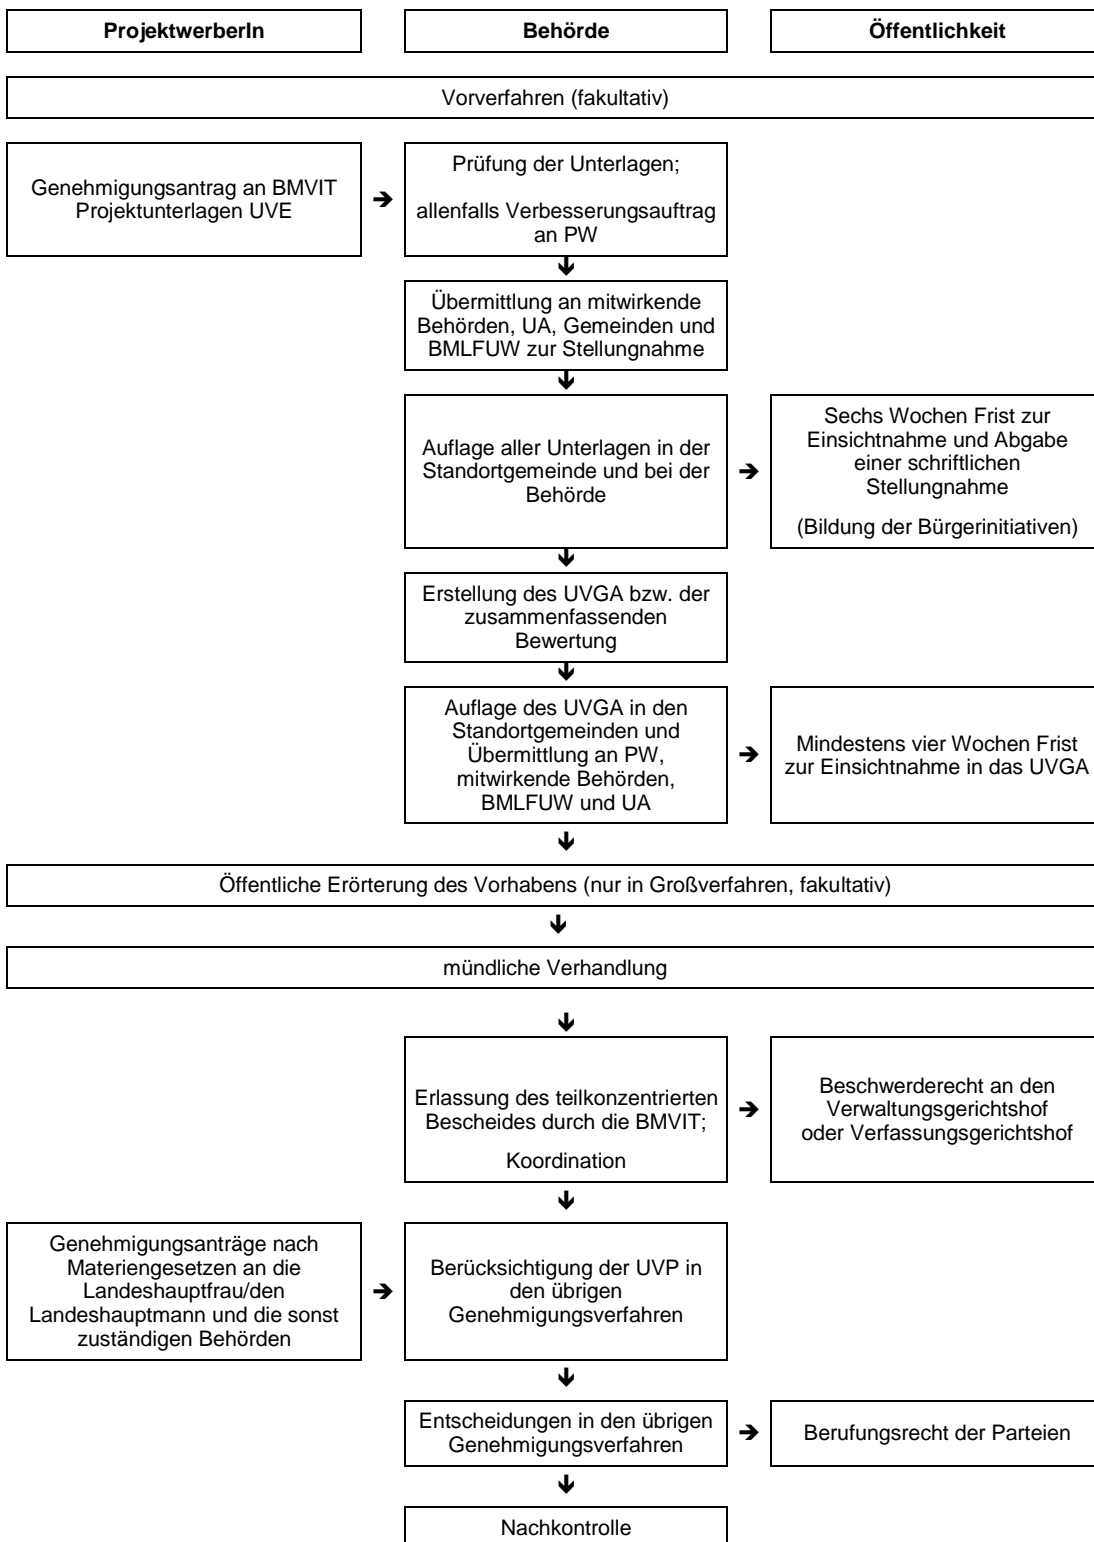 ProjektwerberIn
Behörde
Öffentlichkeit
Vorverfahren (fakultativ)
Genehmigungsantrag an BMVIT
Projektunterlagen UVE
Prüfung der Unterlagen;
allenfalls Verbesserungsauftrag
an PW
Übermittlung an mitwirkende
Behörden, UA, Gemeinden und
BMLFUW zur Stellungnahme
Auflage aller Unterlagen in der
Standortgemeinde und bei der
Behörde
Sechs Wochen Frist zur
Einsichtnahme und Abgabe
einer schriftlichen
Stellungnahme
(Bildung der Bürgerinitiativen)
Erstellung des UVGA bzw. der
zusammenfassenden
Bewertung
Auflage des UVGA in den
Standortgemeinden und
Übermittlung an PW,
mitwirkende Behörden,
BMLFUW und UA
Mindestens vier Wochen Frist
zur Einsichtnahme in das UVGA
Öffentliche Erörterung des Vorhabens (nur in Großverfahren, fakultativ)
mündliche Verhandlung
Erlassung des teilkonzentrierten
Bescheides durch die BMVIT;
Koordination
Beschwerderecht an den
Verwaltungsgerichtshof
oder Verfassungsgerichtshof
Genehmigungsanträge nach
Materiengesetzen an die
Landeshauptfrau/den
Landeshauptmann und die sonst
zuständigen Behörden
Berücksichtigung der UVP in
den übrigen
Genehmigungsverfahren
Entscheidungen in den übrigen
Genehmigungsverfahren
Berufungsrecht der Parteien
Nachkontrolle